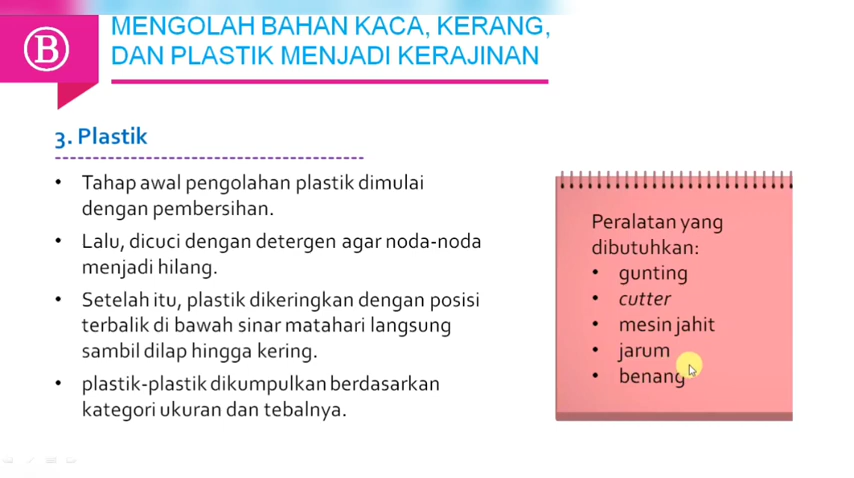 B
MENGOLAH BAHAN KACA, KERANG,
DAN PLASTIK MENJADI KERAJINAN
3. Plastik
• Tahap awal pengolahan plastik dimulai
dengan pembersihan.
• Lalu, dicuci dengan detergen agar noda-noda
menjadi hilang.
• Setelah itu, plastik dikeringkan dengan posisi
terbalik di bawah sinar matahari langsung
sambil dilap hingga kering.
• plastik-plastik dikumpulkan berdasarkan
kategori ukuran dan tebalnya.
Peralatan yang
dibutuhkan:
• gunting
• cutter
• mesin jahit
• jarum
• benang